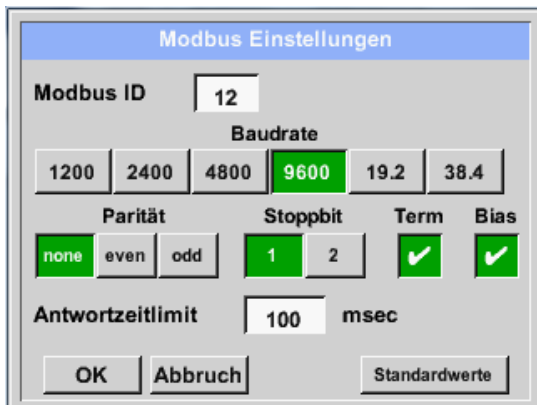 Modbus Einstellungen
Modbus ID 12
Baudrate
1200 2400 4800 9600 19.2 38.4
Parität Stoppbit Term Bias
none even odd 1 2
Antwortzeitlimit 100 msec
OK Abbruch Standardwerte